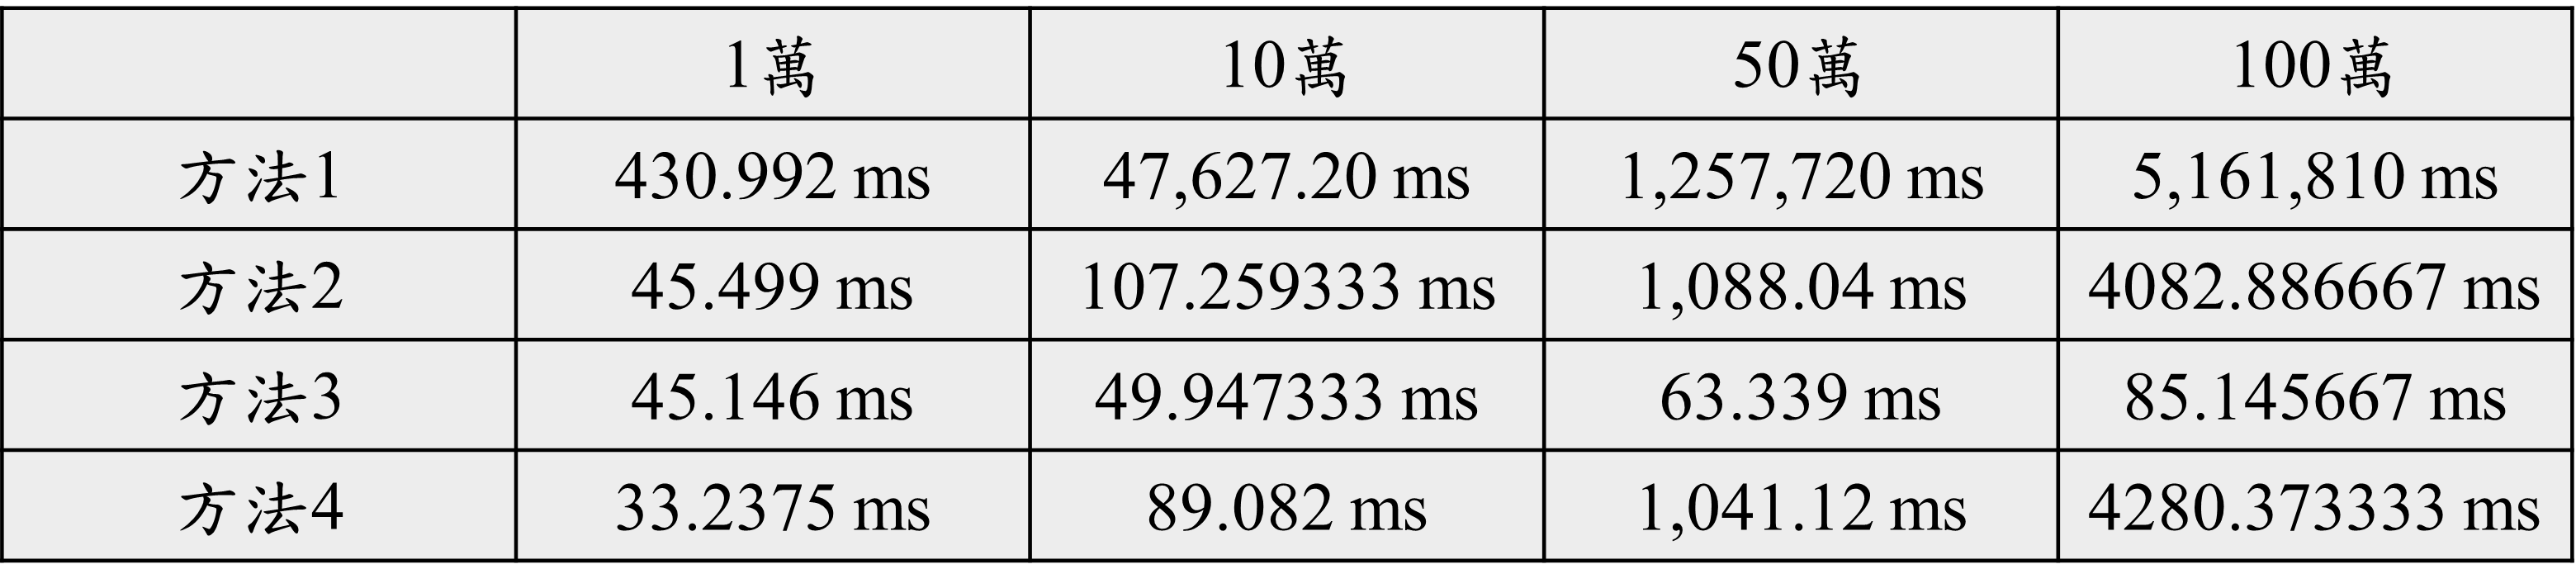 1萬 10萬 50萬 100萬
方法1 430.992 ms 47,627.20 ms 1,257,720 ms 5,161,810 ms
方法2 45.499 ms 107.259333 ms 1,088.04 ms 4082.886667 ms
方法3 45.146 ms 49.947333 ms 63.339 ms 85.145667 ms
方法4 33.2375 ms 89.082 ms 1,041.12 ms 4280.373333 ms